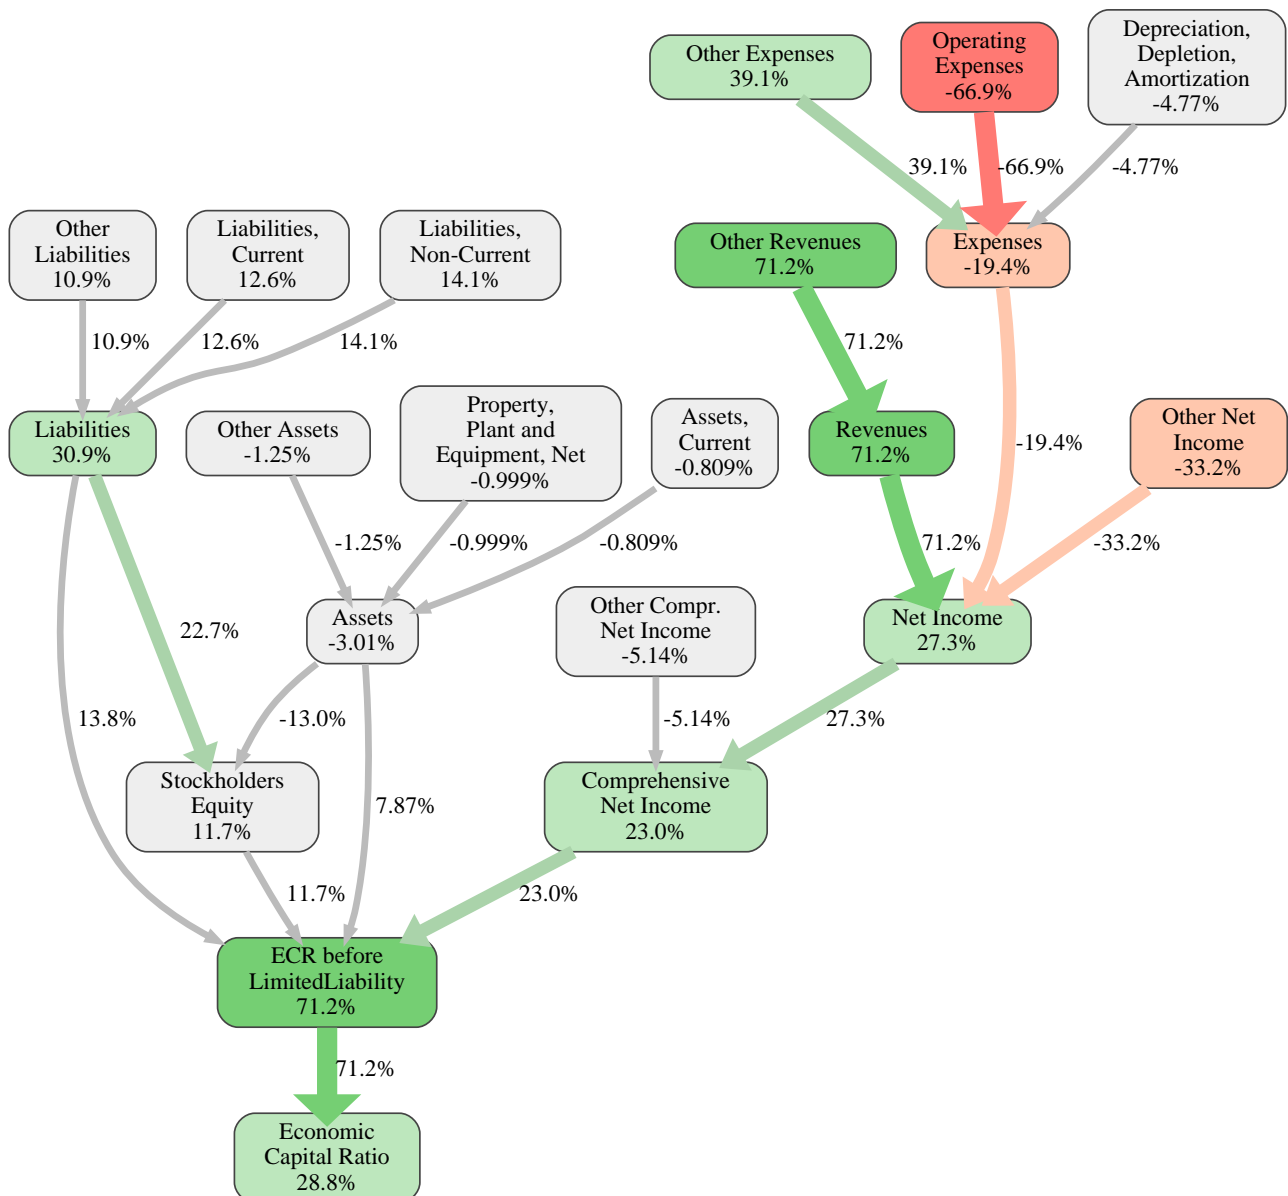 Other Expenses
39.1%
Operating
Expenses
-66.9%
Depreciation,
Depletion,
Amortization
-4.77%
39.1%
-66.9%
-4.77%
Other
Liabilities
10.9%
Liabilities,
Current
12.6%
Liabilities,
Non-Current
14.1%
Other Revenues
71.2%
Expenses
-19.4%
10.9%
12.6%
14.1%
71.2%
Liabilities
30.9%
Other Assets
-1.25%
Property,
Plant and
Equipment, Net
-0.999%
Assets,
Current
-0.809%
Revenues
71.2%
-19.4%
Other Net
Income
-33.2%
-1.25%
-0.999%
-0.809%
71.2%
-33.2%
22.7%
Assets
-3.01%
Other Compr.
Net Income
-5.14%
Net Income
27.3%
13.8%
-13.0%
-5.14%
27.3%
Stockholders
Equity
11.7%
7.87%
Comprehensive
Net Income
23.0%
11.7%
23.0%
ECR before
LimitedLiability
71.2%
71.2%
Economic
Capital Ratio
28.8%